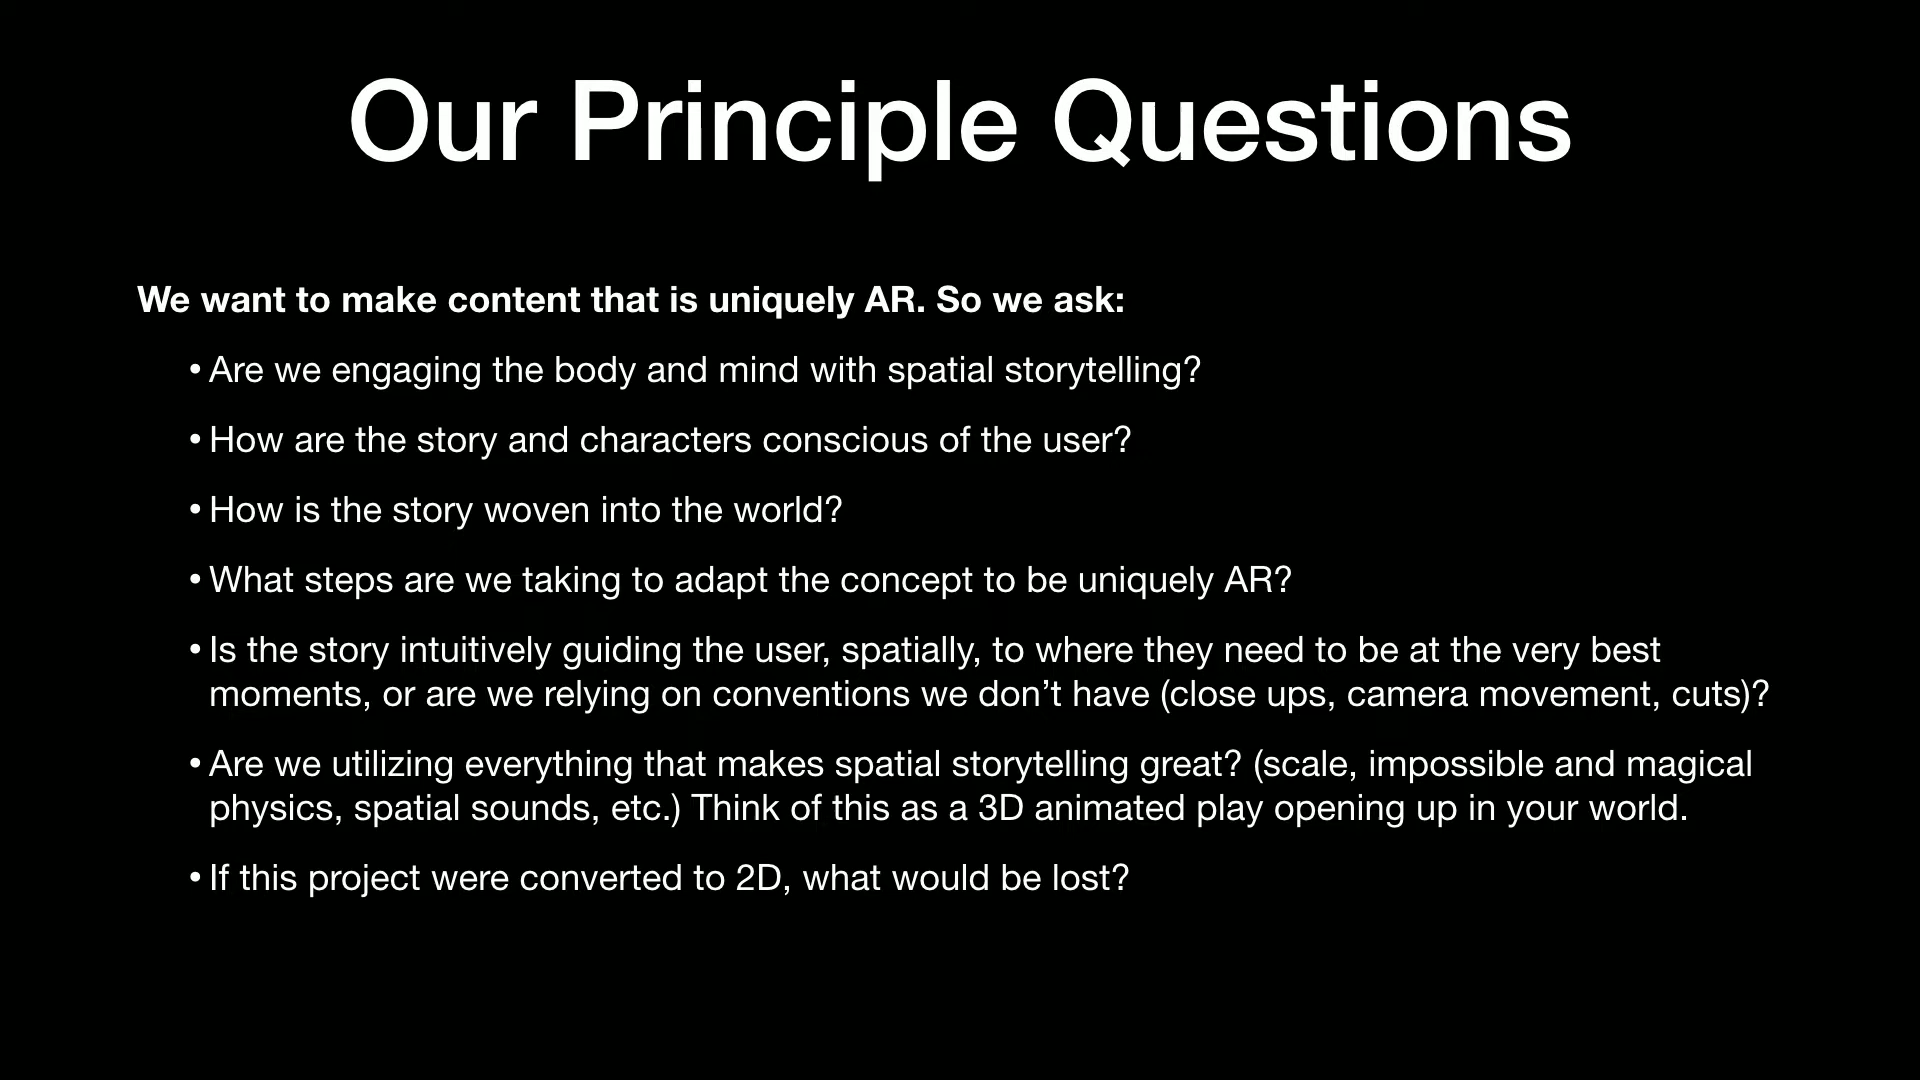 Our Principle Questions
We want to make content that is uniquely AR. So we ask:
• Are we engaging the body and mind with spatial storytelling?
• How are the story and characters conscious of the user?
• How is the story woven into the world?
• What steps are we taking to adapt the concept to be uniquely AR?
• Is the story intuitively guiding the user, spatially, to where they need to be at the very best
moments, or are we relying on conventions we don’t have (close ups, camera movement, cuts)?
• Are we utilizing everything that makes spatial storytelling great? (scale, impossible and magical
physics, spatial sounds, etc.) Think of this as a 3D animated play opening up in your world.
• If this project were converted to 2D, what would be lost?